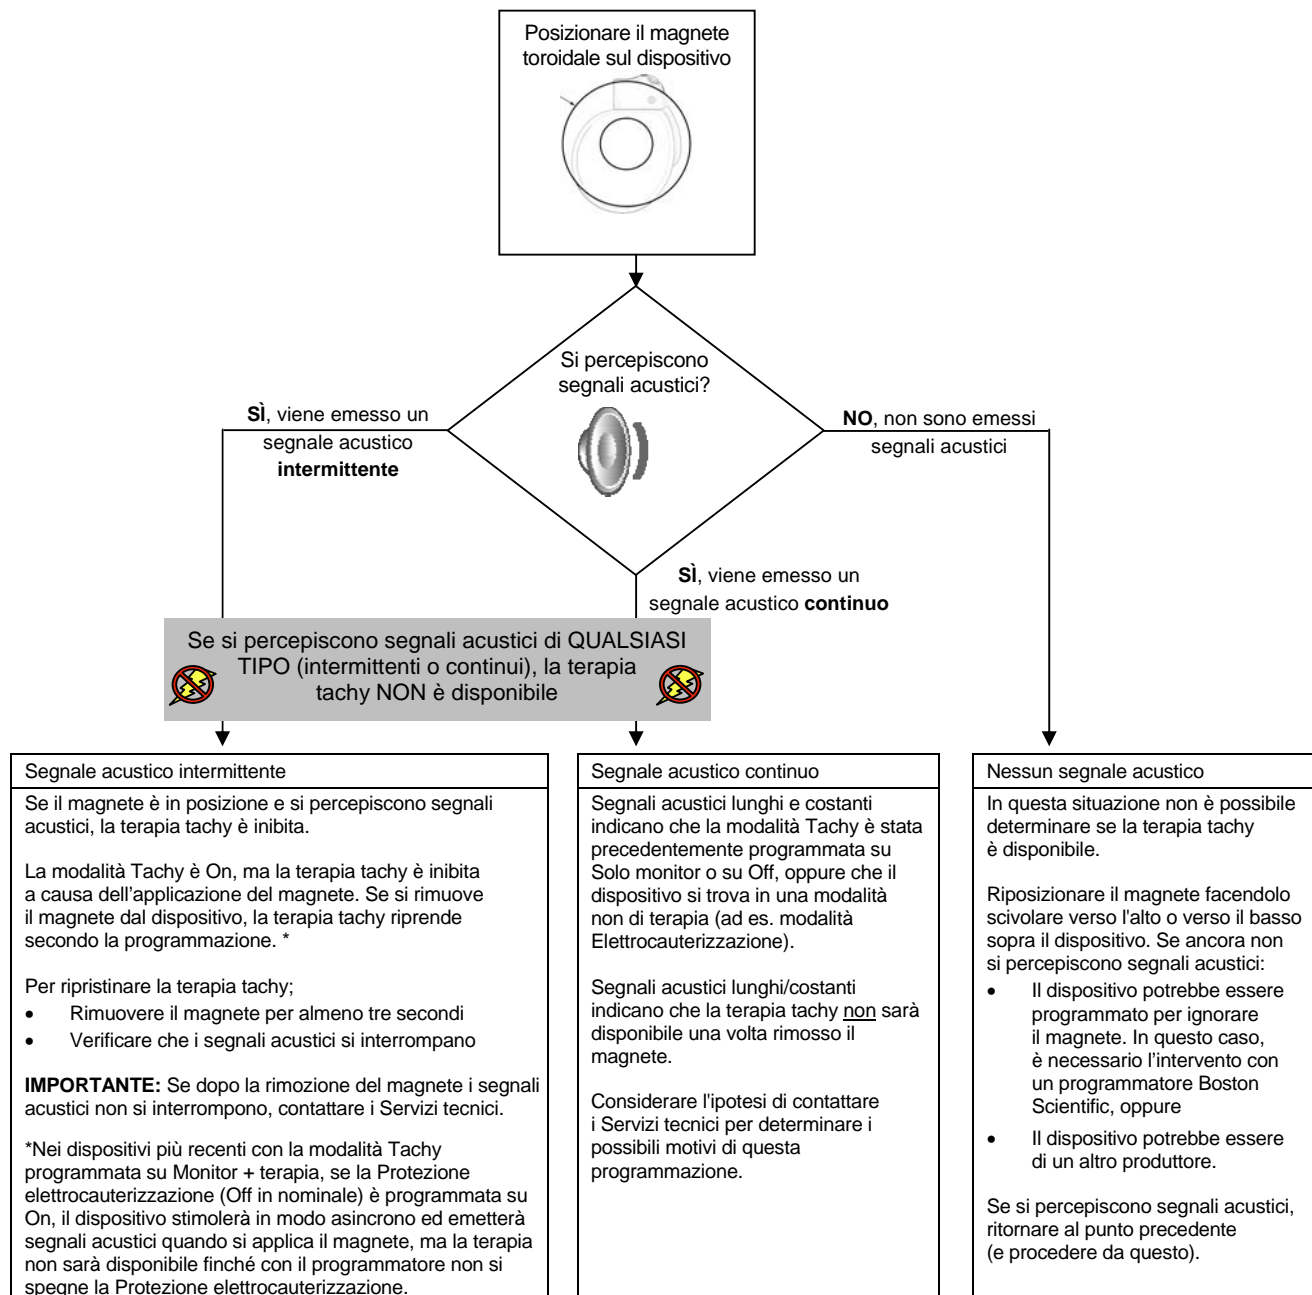 Posizionare il magnete
toroidale sul dispositivo
Si percepiscono
segnali acustici?
SÌ, viene emesso un
segnale acustico
intermittente
NO, non sono emessi
segnali acustici
SÌ, viene emesso un
segnale acustico continuo
Se si percepiscono segnali acustici di QUALSIASI
TIPO (intermittenti o continui), la terapia
tachy NON è disponibile
Segnale acustico intermittente
Se il magnete è in posizione e si percepiscono segnali
acustici, la terapia tachy è inibita.
La modalità Tachy è On, ma la terapia tachy è inibita
a causa dell'applicazione del magnete. Se si rimuove
il magnete dal dispositivo, la terapia tachy riprende
secondo la programmazione. *
Per ripristinare la terapia tachy;
• Rimuovere il magnete per almeno tre secondi
• Verificare che i segnali acustici si interrompano
IMPORTANTE: Se dopo la rimozione del magnete i segnali
acustici non si interrompono, contattare i Servizi tecnici.
*Nei dispositivi più recenti con la modalità Tachy
programmata su Monitor + terapia, se la Protezione
elettrocauterizzazione (Off in nominale) è programmata su
On, il dispositivo stimolerà in modo asincrono ed emetterà
segnali acustici quando si applica il magnete, ma la terapia
non sarà disponibile finché con il programmatore non si
spegne la Protezione elettrocauterizzazione.
Segnale acustico continuo
Segnali acustici lunghi e costanti
indicano che la modalità Tachy è stata
precedentemente programmata su
Solo monitor o su Off, oppure che il
dispositivo si trova in una modalità
non di terapia (ad es. modalità
Elettrocauterizzazione).
Segnali acustici lunghi/costanti
indicano che la terapia tachy non sarà
disponibile una volta rimosso il
magnete.
Considerare l'ipotesi di contattare
i Servizi tecnici per determinare i
possibili motivi di questa
programmazione.
Nessun segnale acustico
In questa situazione non è possibile
determinare se la terapia tachy
è disponibile.
Riposizionare il magnete facendolo
scivolare verso l'alto o verso il basso
sopra il dispositivo. Se ancora non
si percepiscono segnali acustici:
• Il dispositivo potrebbe essere
programmato per ignorare
il magnete. In questo caso,
è necessario l'intervento con
un programmatore Boston
Scientific, oppure
• Il dispositivo potrebbe essere
di un altro produttore.
Se si percepiscono segnali acustici,
ritornare al punto precedente
(e procedere da questo).